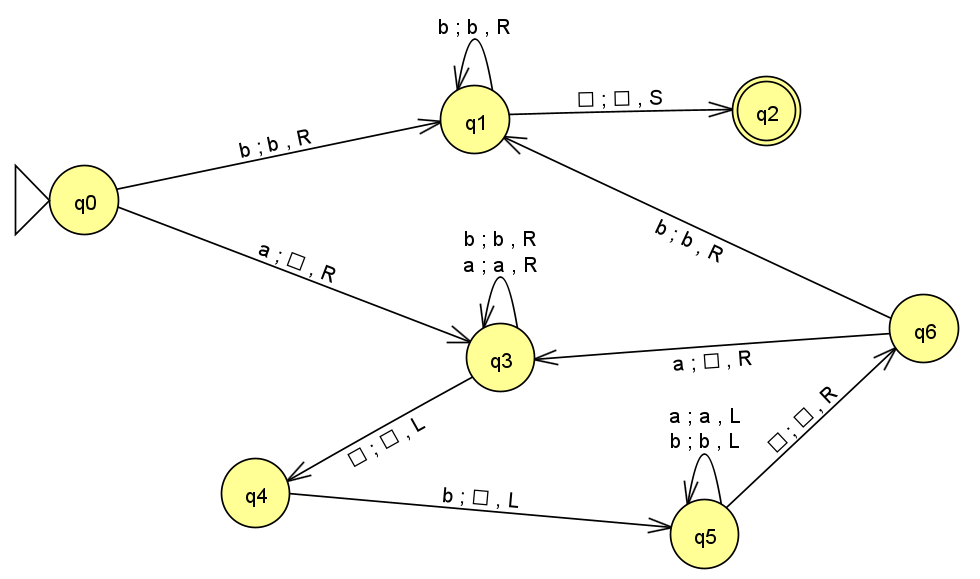 b ; b , R
□ ; □ , S
q2
q1
b ; b , R
q0
a ; □ , R
b ; b , R
a ; a , R
b ; b , R
q6
q3
a ; □ , R
□ ; □ , L
a ; a , L
b ; b , L
□ ; □ , R
q4
b ; □ , L
q5